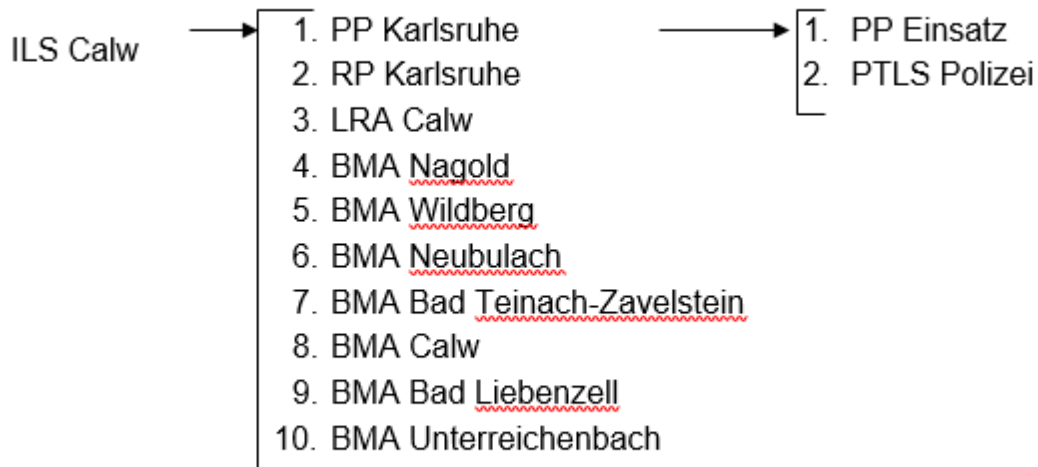 ILS Calw
1. PP Karlsruhe
2. RP Karlsruhe
3. LRA Calw
4. BMA Nagold
5. BMA Wildberg
6. BMA Neubulach
7. BMA Bad Teinach-Zavelstein
8. BMA Calw
9. BMA Bad Liebenzell
10. BMA Unterreichenbach
1. PP Einsatz
2. PTLS Polizei